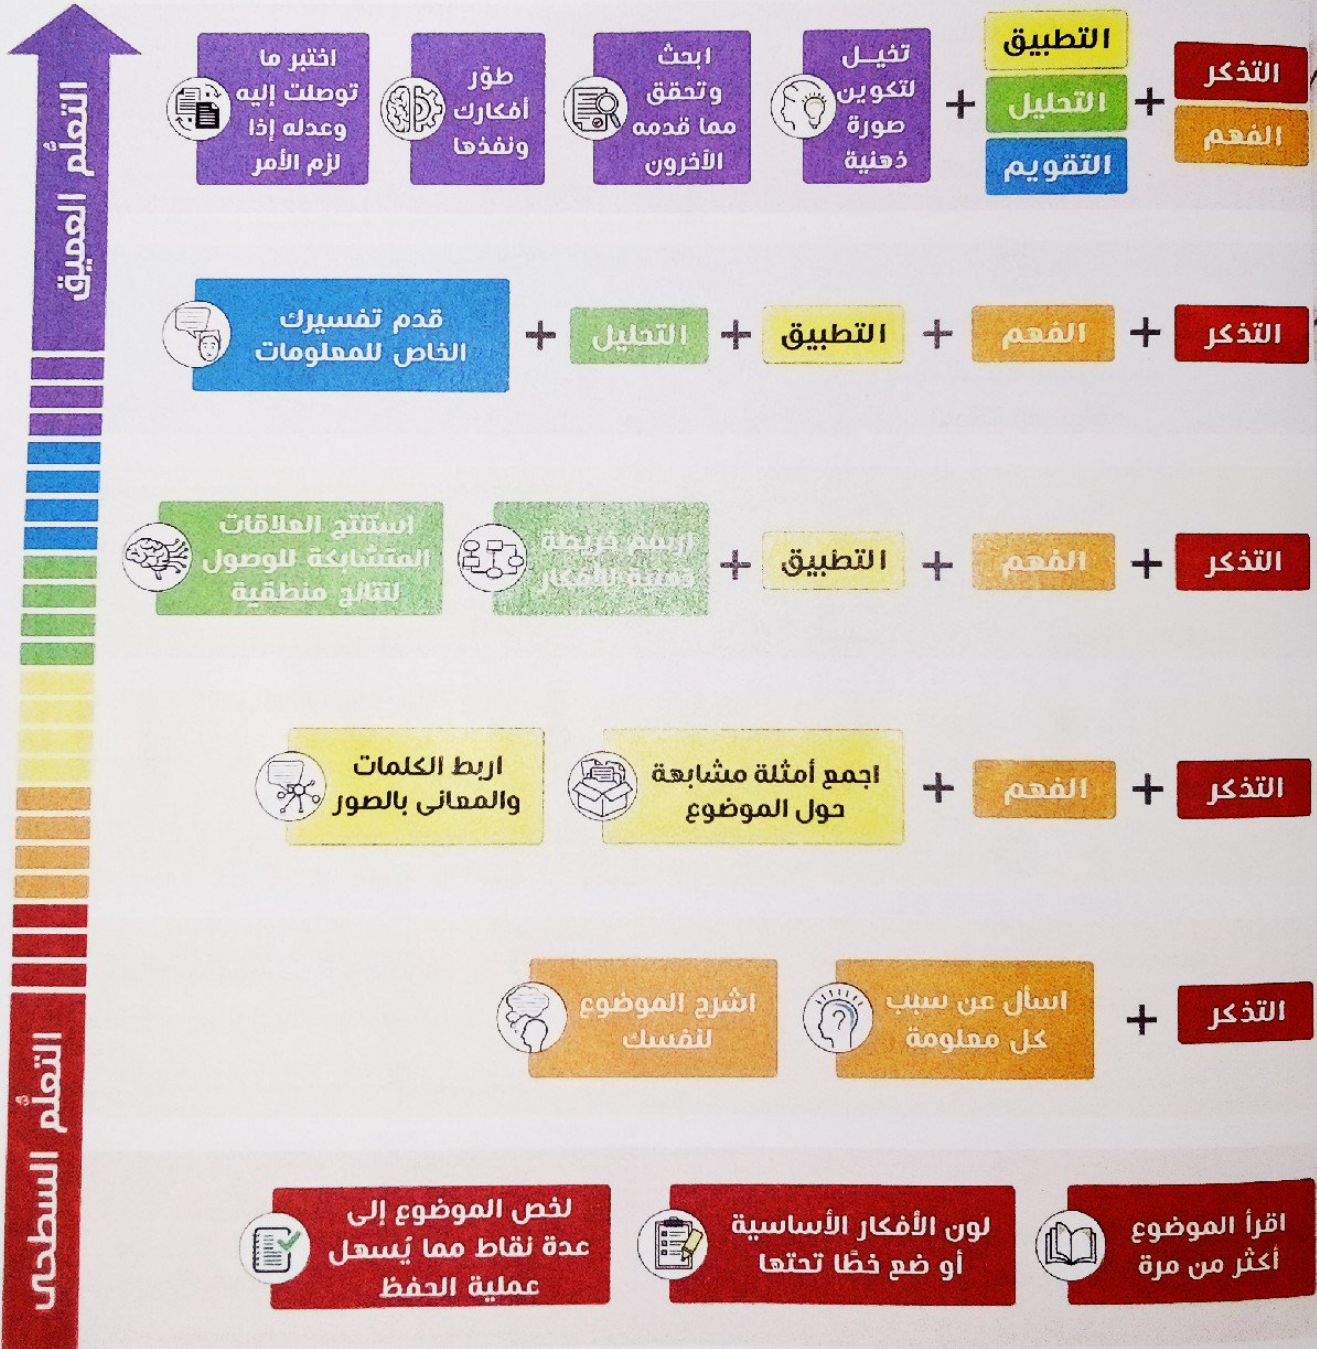 التذكر
الفهم
+
التطبيق
التحليل
التقويم
+
تخيل
لتكوين
صورة
ذهنية
ابحث
وتحقق
مما قدمه
الآخرون
طوّر
أفكارك
ونفذها
اختبر ما
توصلت إليه
وعدله إذا
لزم الأمر
التعلُّم العميق
التذكر + الفهم + التطبيق + التحليل +
قدم تفسيرك
الخاص للمعلومات
التذكر + الفهم + التطبيق +
ارسم خريطة
ذهنية للأفكار
استنتج العلاقات
المتشابكة للوصول
لنتائج منطقية
التذكر + الفهم +
اجمع أمثلة مشابهة
حول الموضوع
اربط الكلمات
والمعانى بالصور
التذكر +
اسأل عن سبب
كل معلومة
اشرح الموضوع
لنفسك
اقرأ الموضوع
أكثر من مرة
لون الأفكار الأساسية
أو ضع خطًا تحتها
لخص الموضوع إلى
عدة نقاط مما يُسهل
عملية الحفظ
التعلُّم السطحى